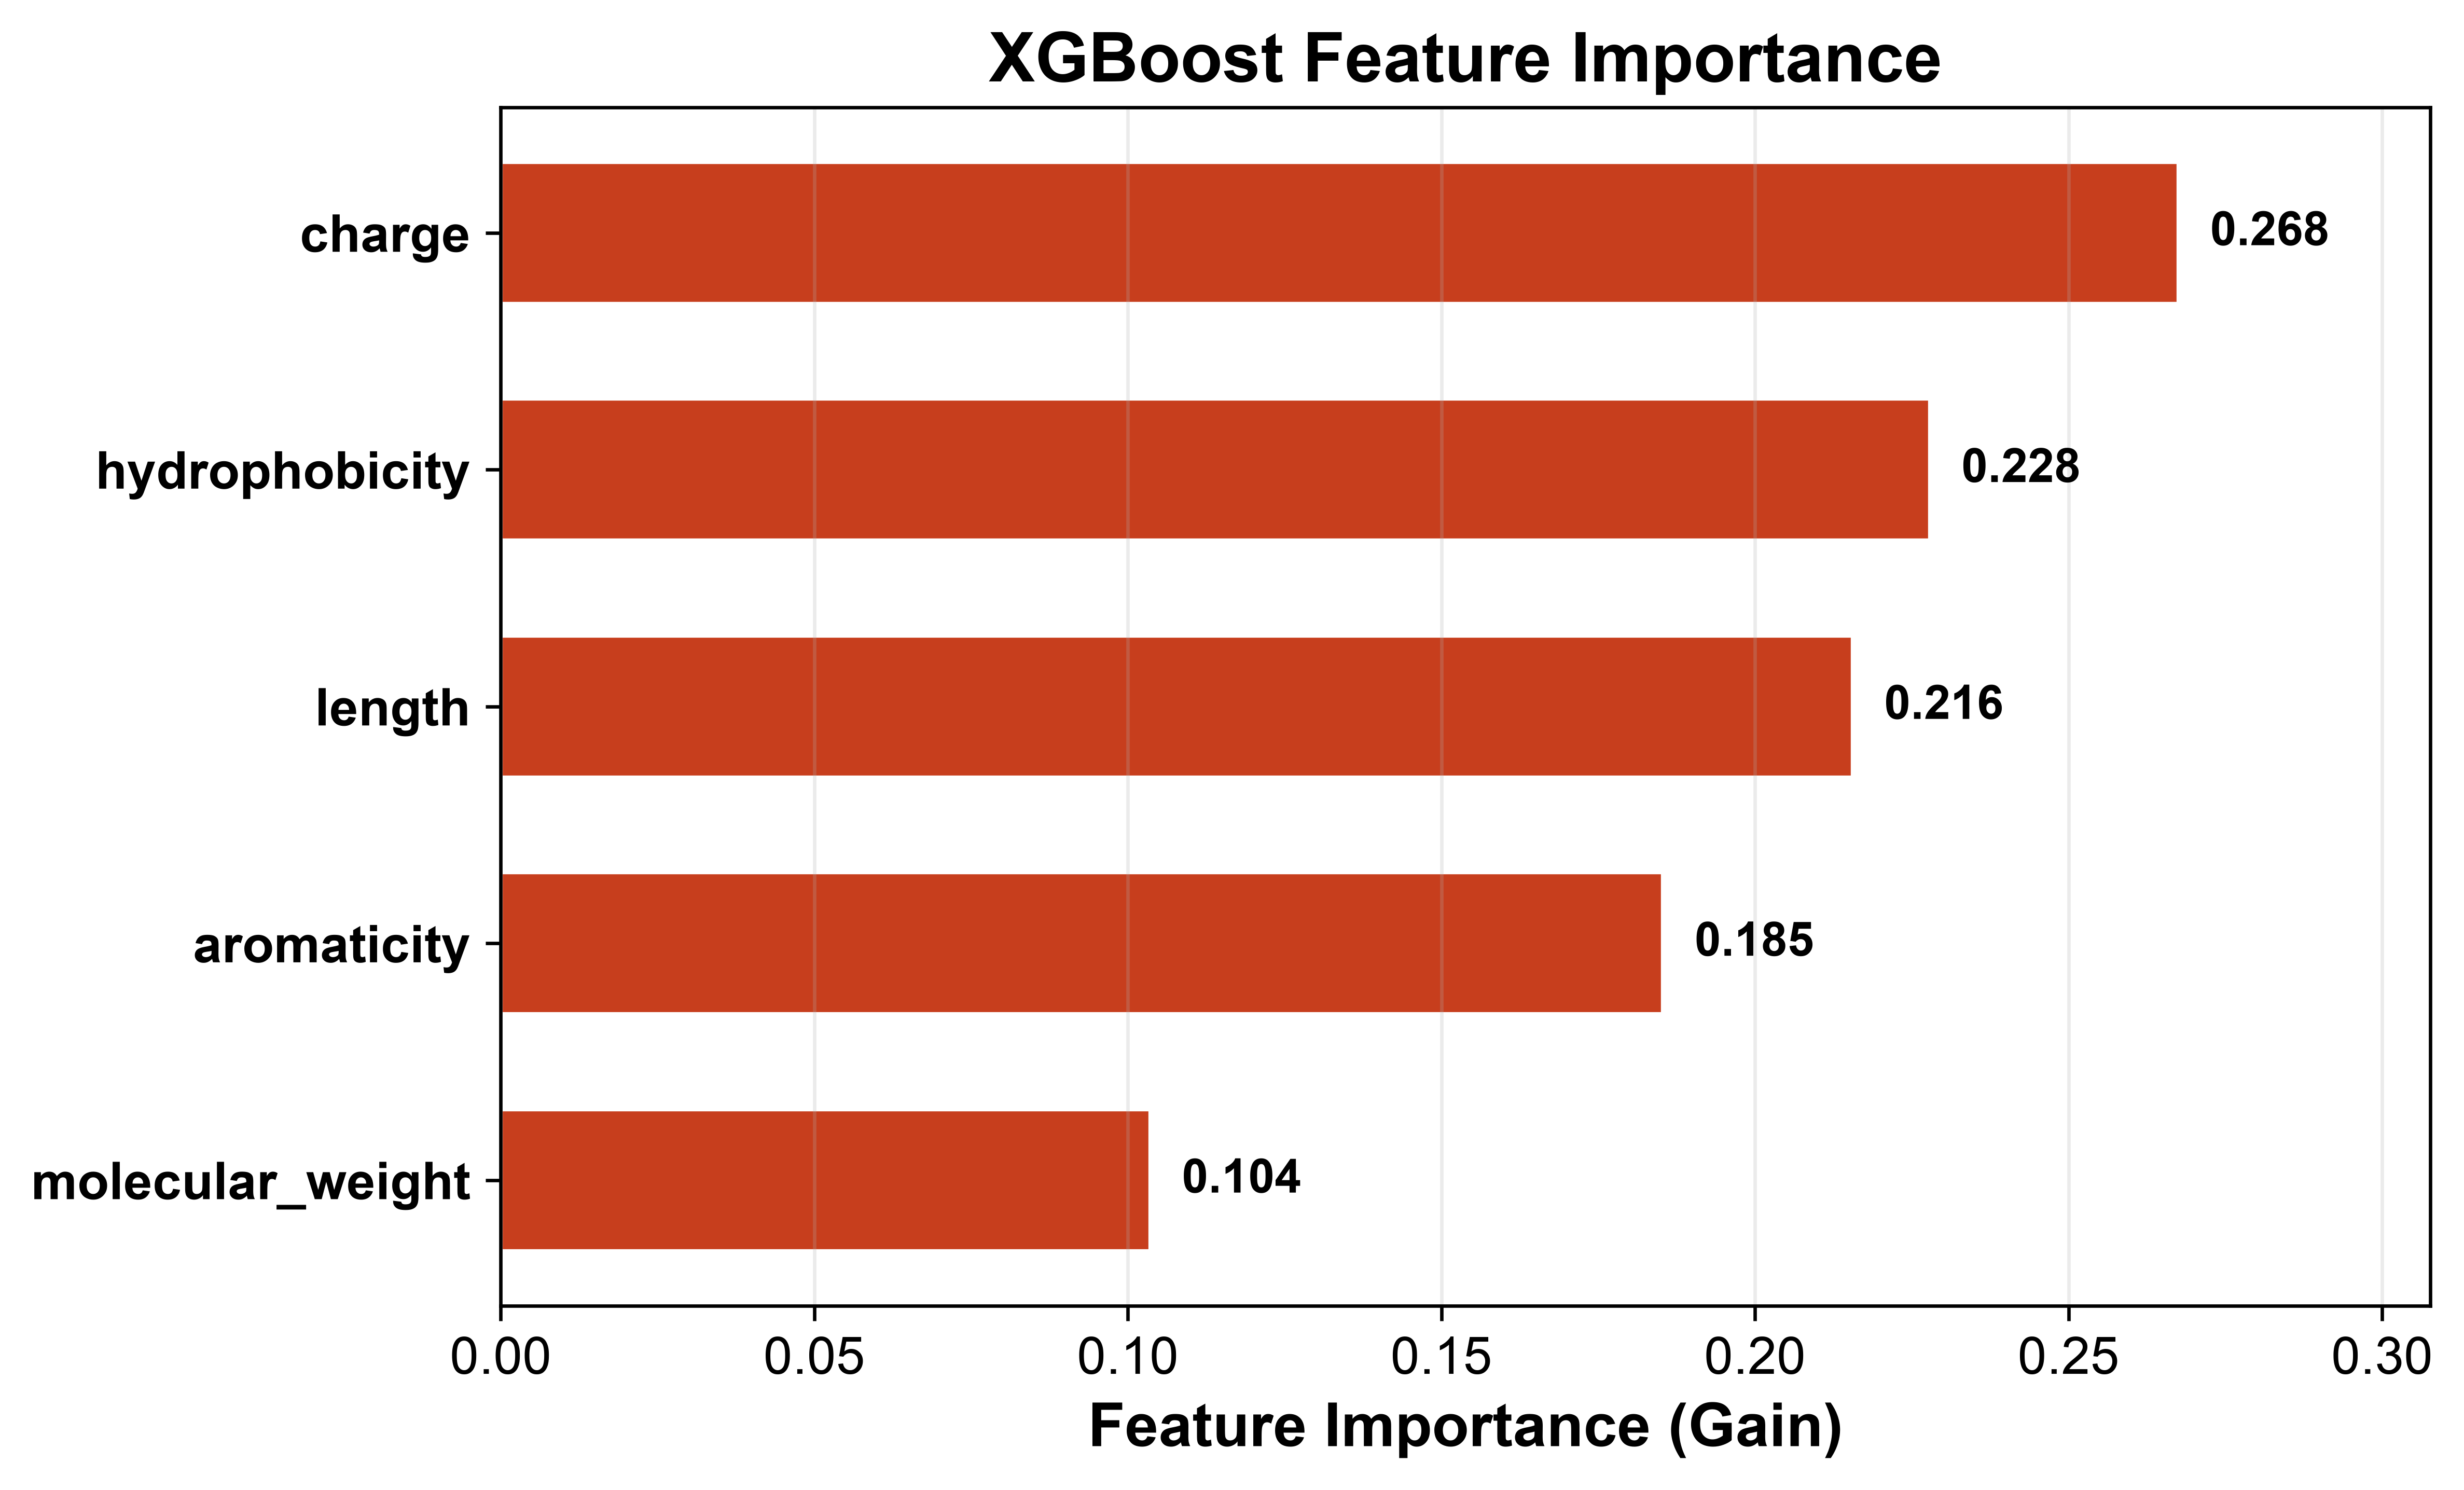 XGBoost Feature Importance
charge 0.268
hydrophobicity 0.228
length 0.216
aromaticity 0.185
molecular_weight 0.104
0.00 0.05 0.10 0.15 0.20 0.25 0.30
Feature Importance (Gain)